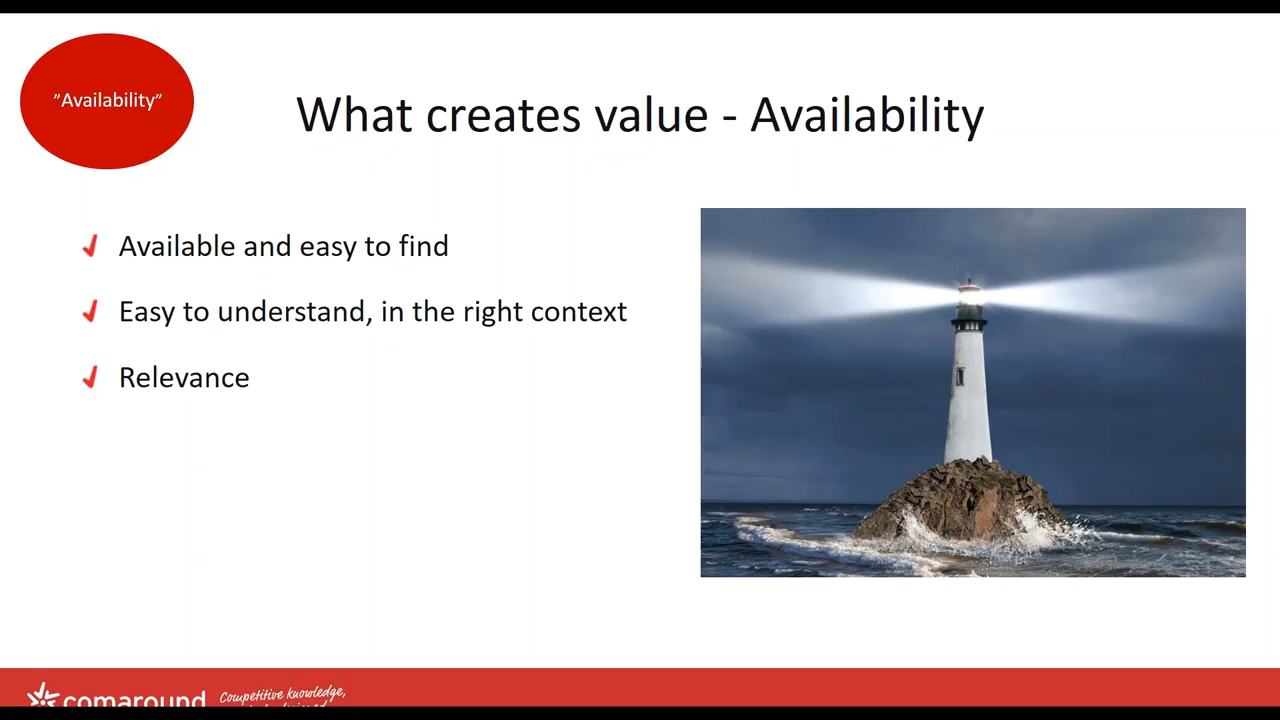 ”Availability”
What creates value - Availability
Available and easy to find
Easy to understand, in the right context
Relevance
comaround
Competitive knowledge,